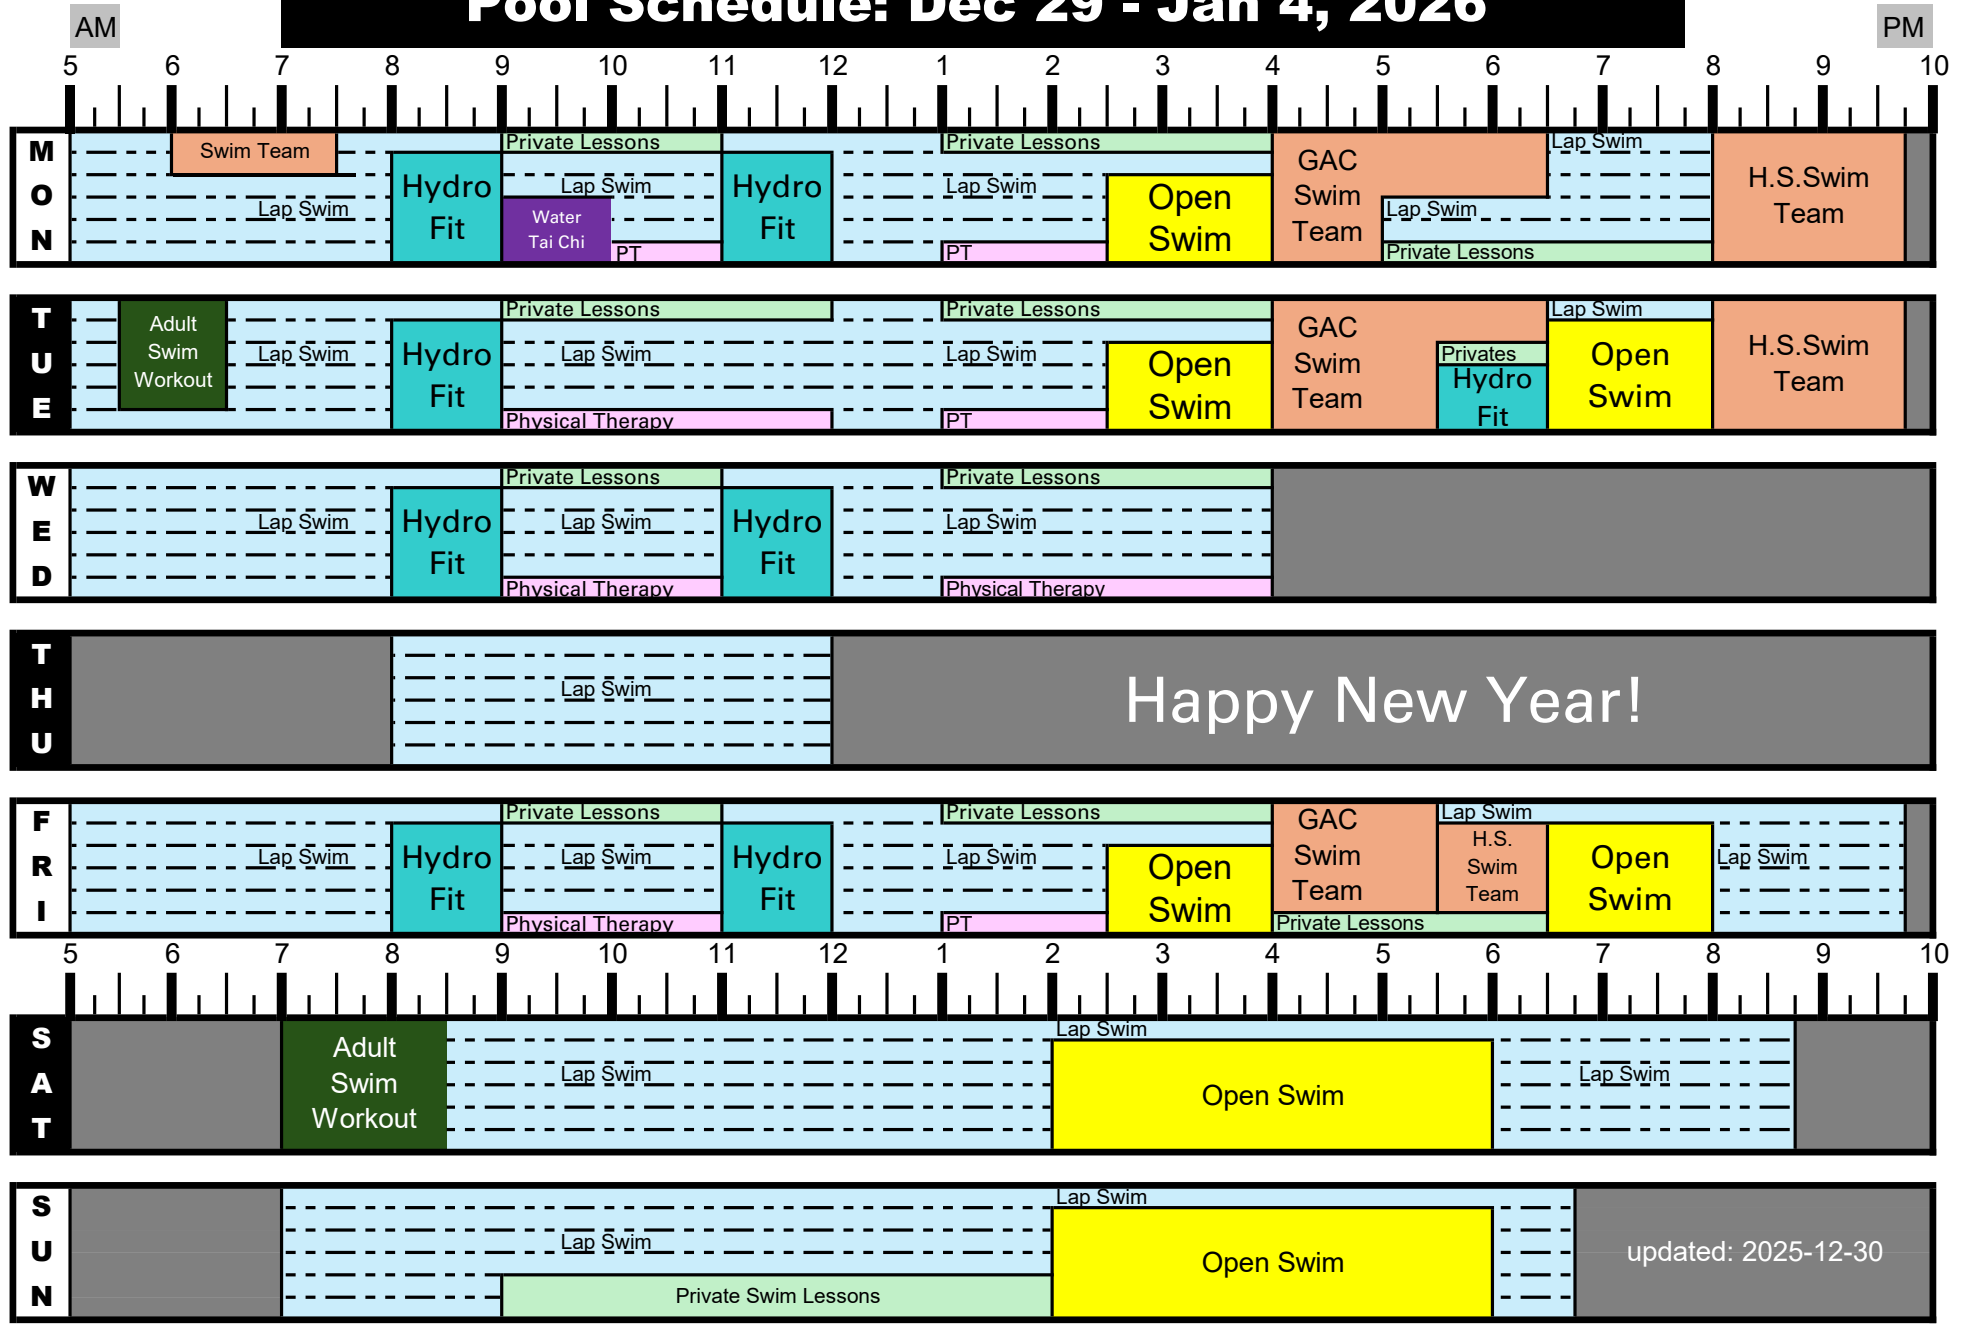 Pool Schedule: Dec 29 - Jan 4, 2026
AM
PM
5 6 7 8 9 10 11 12 1 2 3 4 5 6 7 8 9 10
MON
Swim Team
Lap Swim
Hydro
Fit
Private Lessons
Lap Swim
Water
Tai Chi
PT
Hydro
Fit
Private Lessons
Lap Swim
PT
Open
Swim
GAC
Swim
Team
Lap Swim
Private Lessons
Lap Swim
H.S.Swim
Team
TUE
Adult
Swim
Workout
Lap Swim
Hydro
Fit
Private Lessons
Lap Swim
Physical Therapy
Private Lessons
Lap Swim
PT
Open
Swim
GAC
Swim
Team
Privates
Hydro
Fit
Lap Swim
Open
Swim
H.S.Swim
Team
WED
Lap Swim
Hydro
Fit
Private Lessons
Lap Swim
Physical Therapy
Hydro
Fit
Private Lessons
Lap Swim
Physical Therapy
THU
Lap Swim
Happy New Year!
FRI
Lap Swim
Hydro
Fit
Private Lessons
Lap Swim
Physical Therapy
Hydro
Fit
Private Lessons
Lap Swim
PT
Open
Swim
GAC
Swim
Team
Private Lessons
Lap Swim
H.S.
Swim
Team
Open
Swim
Lap Swim
5 6 7 8 9 10 11 12 1 2 3 4 5 6 7 8 9 10
SAT
Adult
Swim
Workout
Lap Swim
Lap Swim
Open Swim
Lap Swim
SUN
Lap Swim
Private Swim Lessons
Lap Swim
Open Swim
updated: 2025-12-30